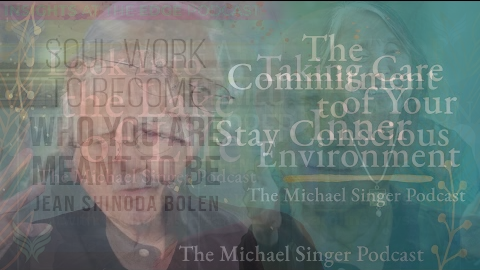 SOUL WORK
TO BECOME
WHO YOU ARE
MEANT TO BE
JEAN SHINODA BOLEN
The
Commitment
to
Stay Conscious
Taking Care
of Your
Inner
Environment
The Michael Singer Podcast
The Michael Singer Podcast